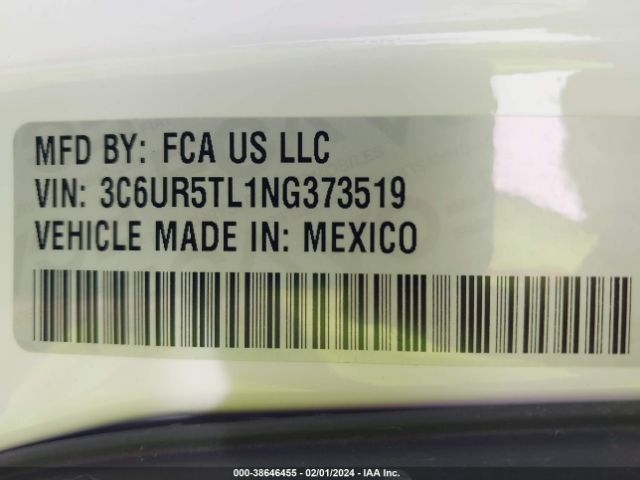 MFD BY: FCA US LLC
VIN: 3C6UR5TL1NG373519
VEHICLE MADE IN: MEXICO
000-38646455 - 02/01/2024 - IAA Inc.